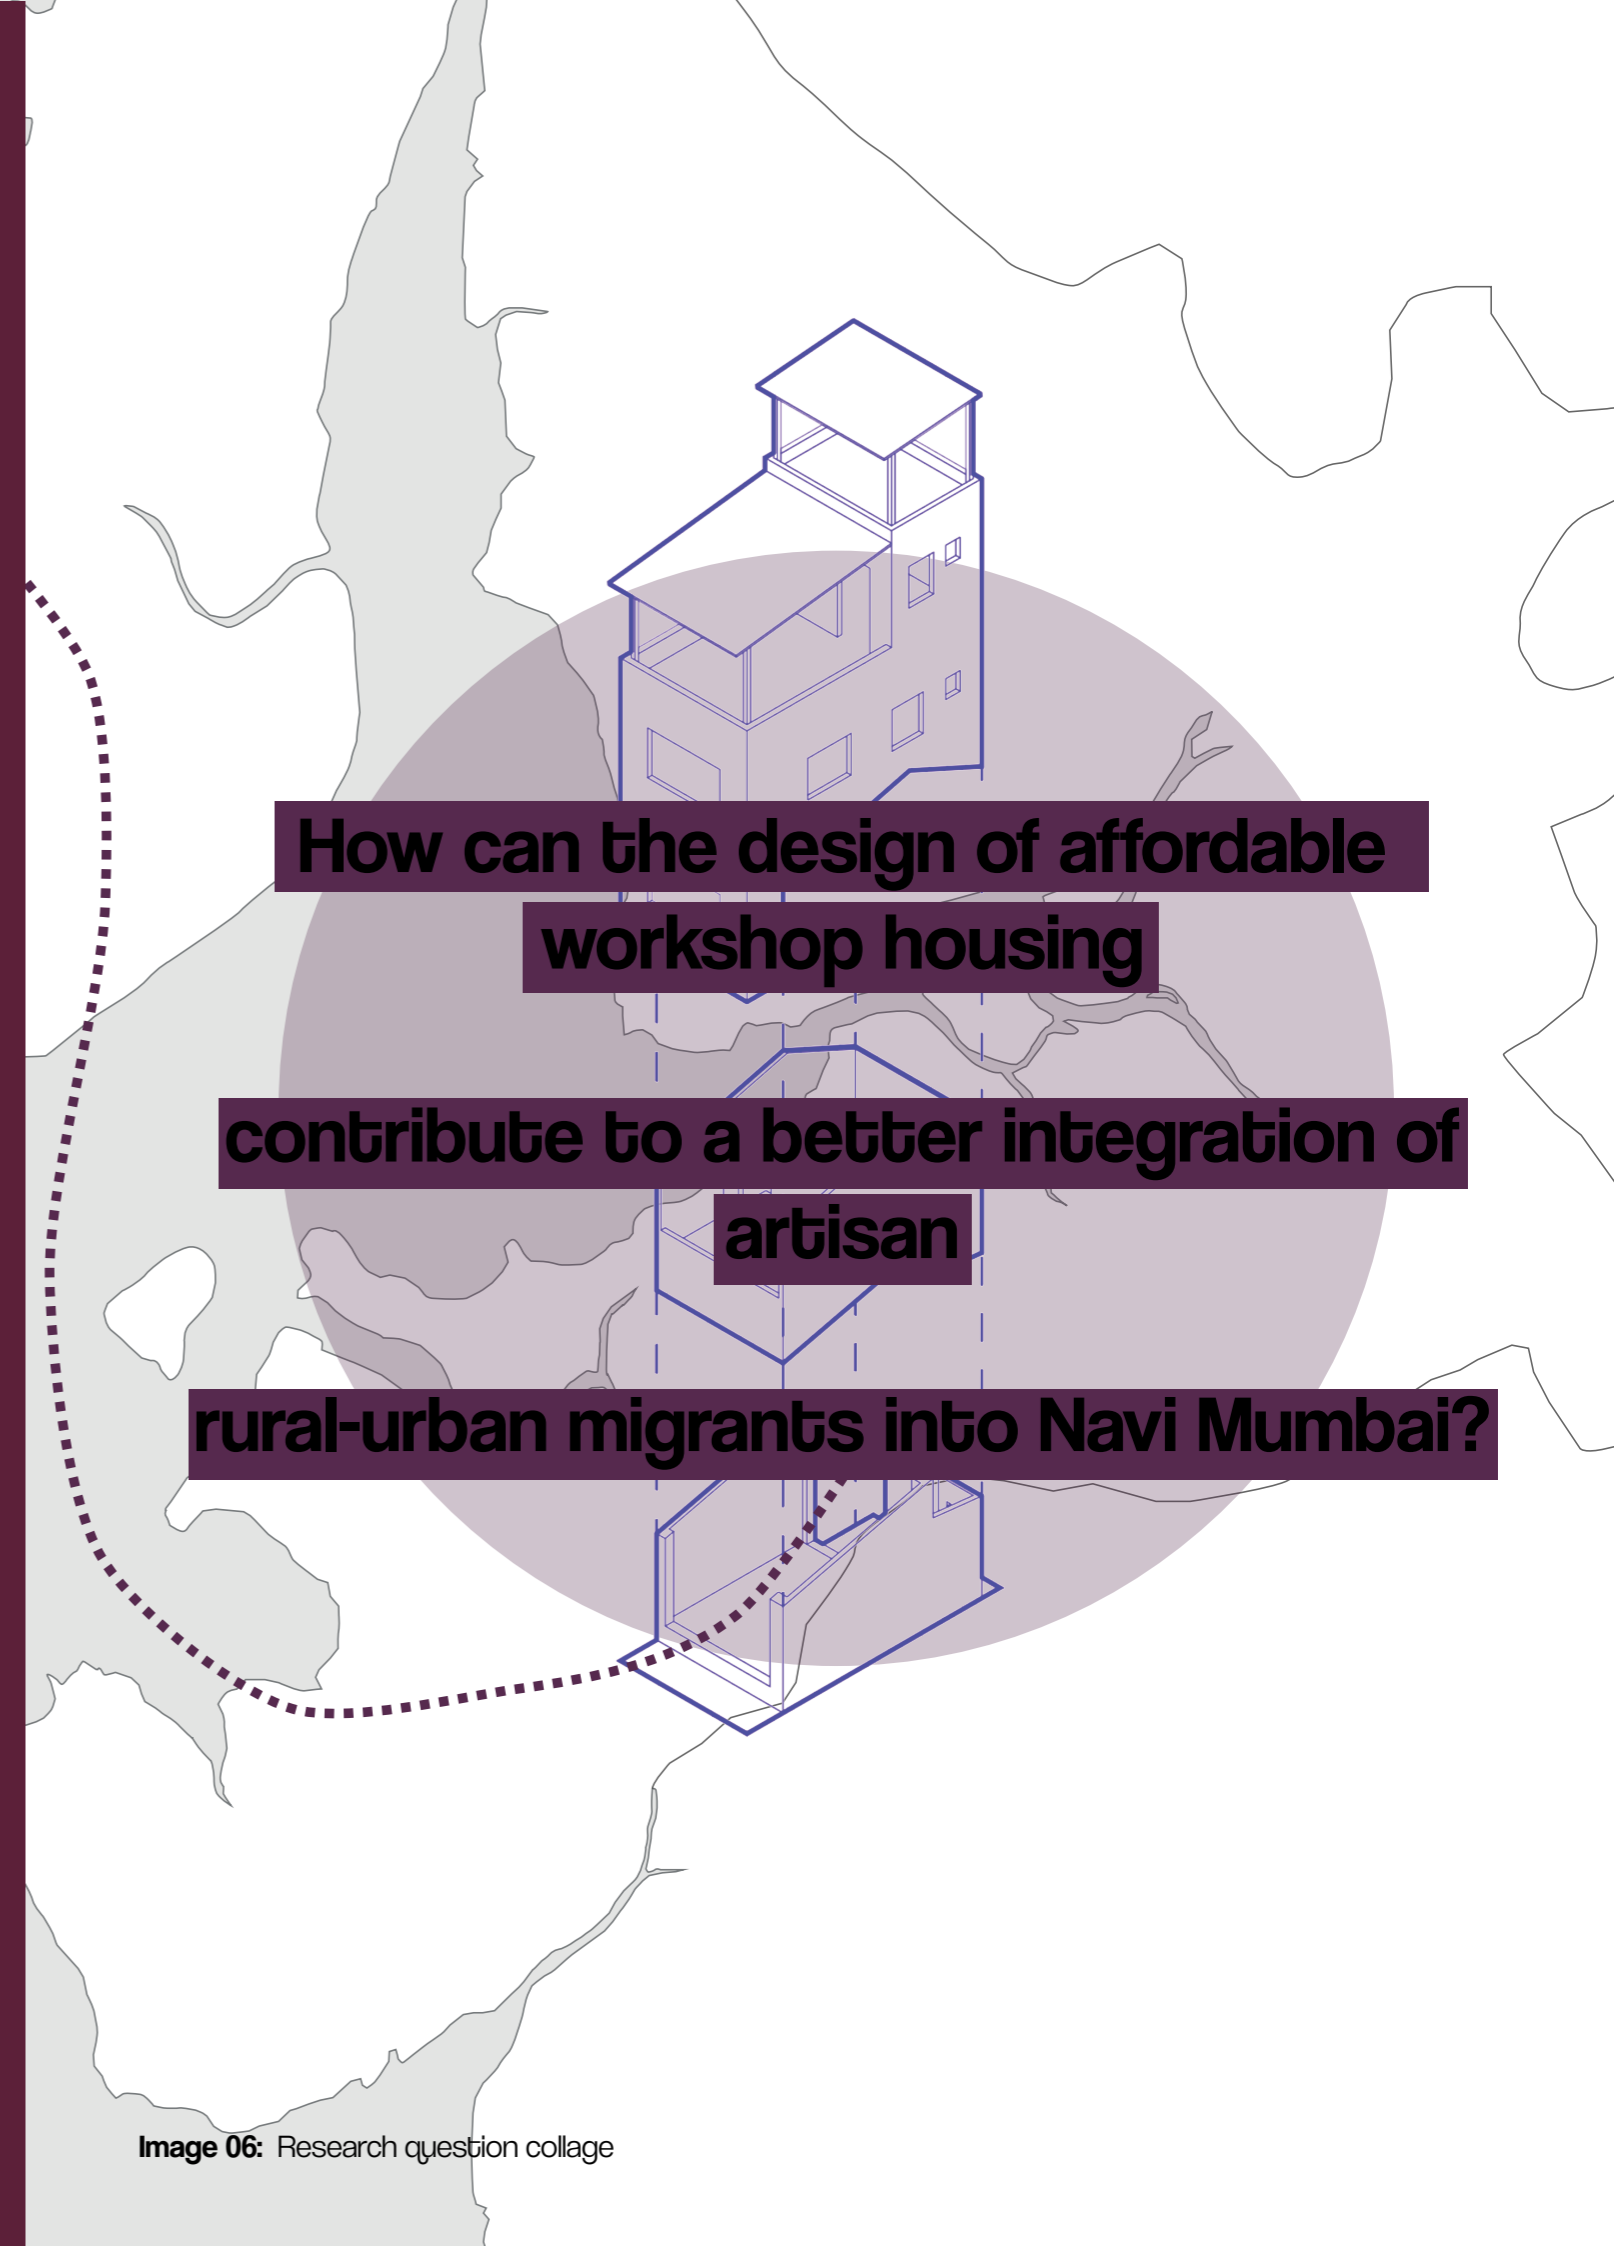 How can the design of affordable
workshop housing
contribute to a better integration of
artisan
rural-urban migrants into Navi Mumbai?
Image 06: Research question collage